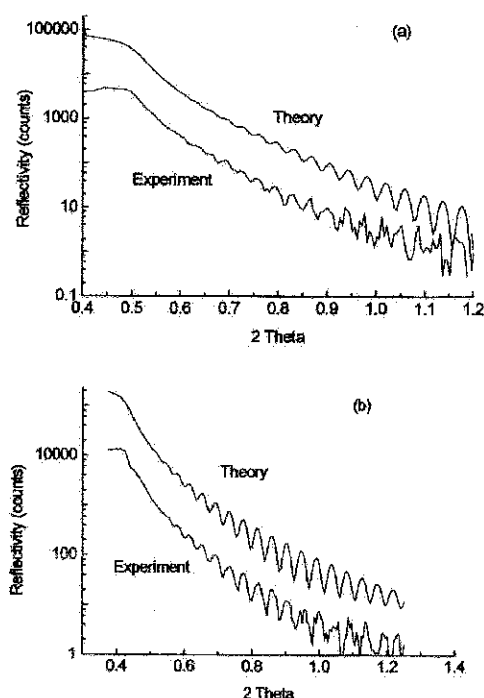 (a)
100000
1000
10
0.1
Reflectivity (counts)
Theory
Experiment
0.4 0.5 0.6 0.7 0.8 0.9 1.0 1.1 1.2
2 Theta
(b)
10000
100
1
Reflectivity (counts)
Theory
Experiment
0.4 0.6 0.8 1.0 1.2 1.4
2 Theta